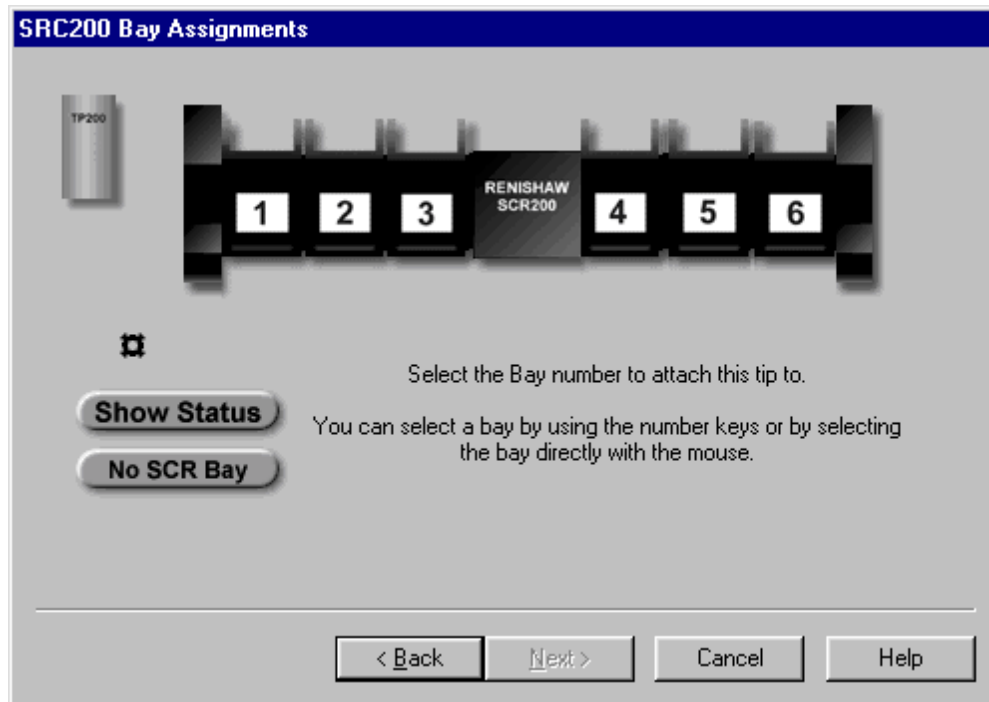 SRC200 Bay Assignments
TP200
1 2 3 RENISHAW SCR200 4 5 6
Select the Bay number to attach this tip to.
Show Status
You can select a bay by using the number keys or by selecting
the bay directly with the mouse.
No SCR Bay
< Back Next > Cancel Help